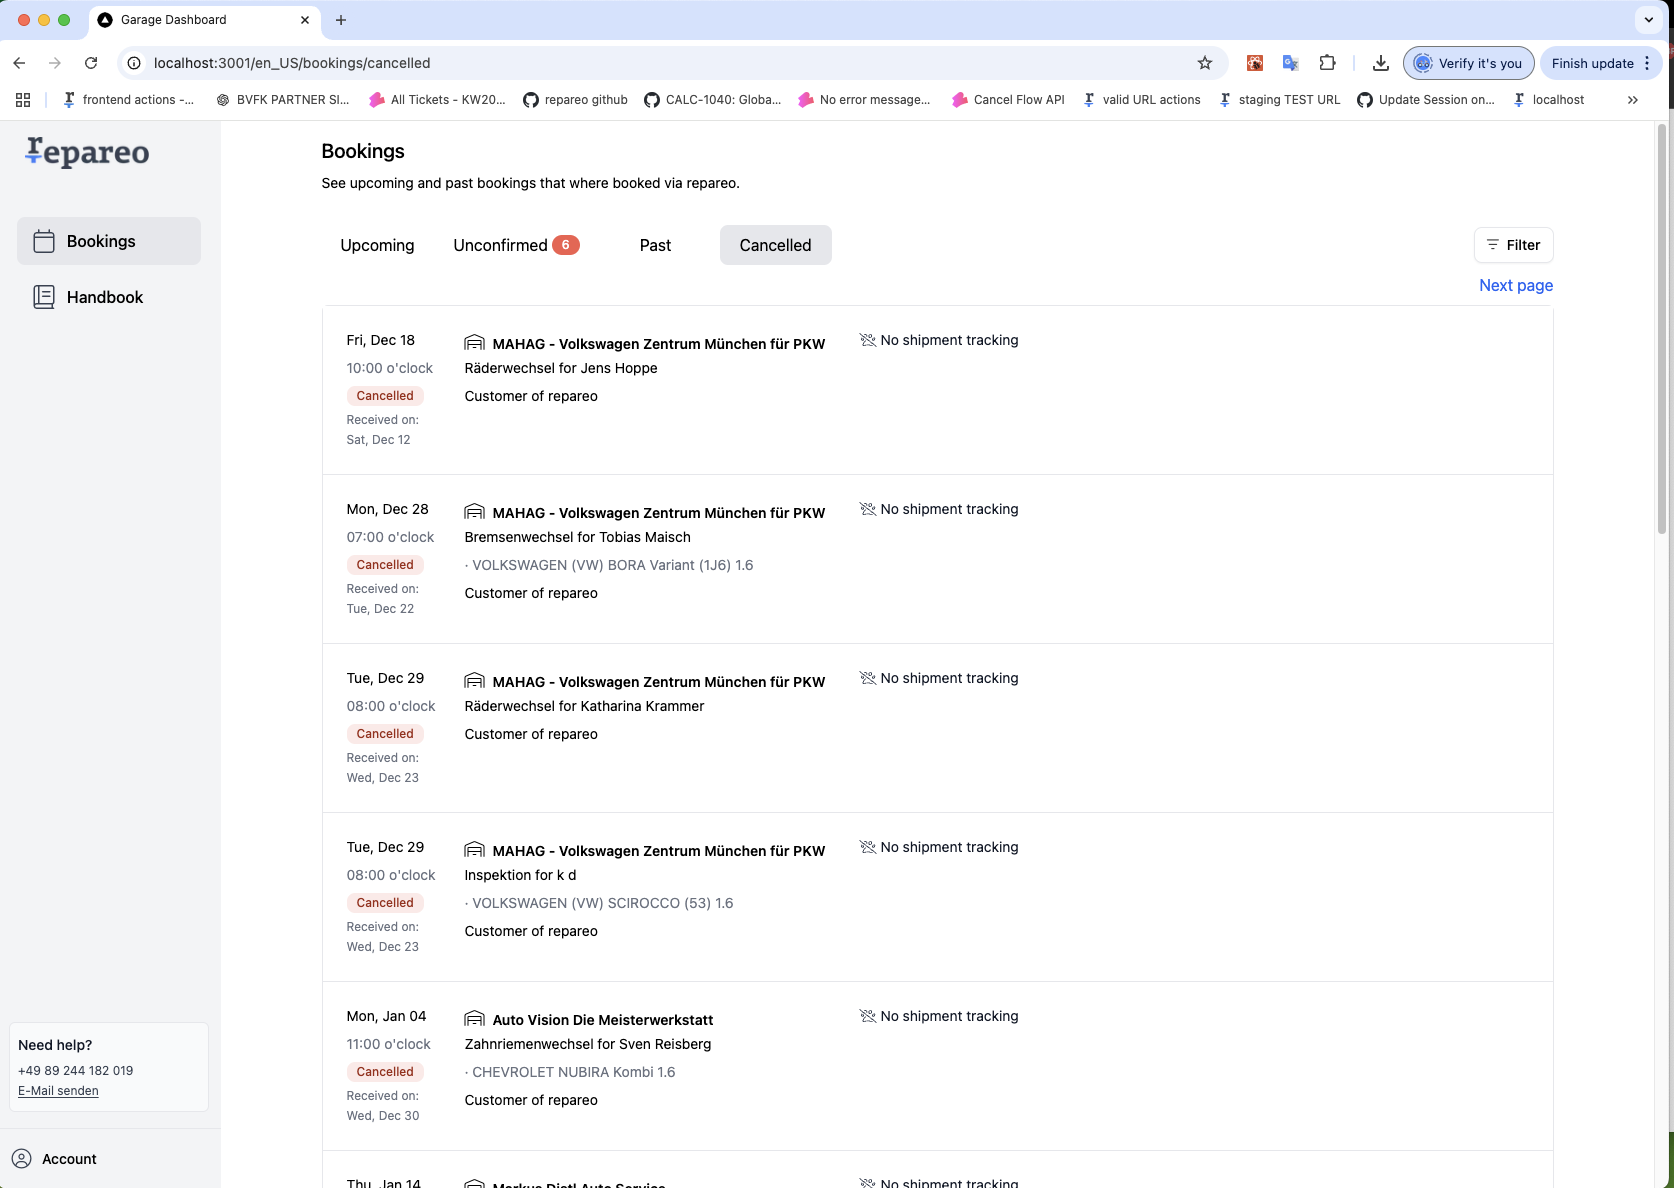 Garage Dashboard
localhost:3001/en_US/bookings/cancelled
Verify it's you
Finish update
frontend actions -...
BVFK PARTNER SI...
All Tickets - KW20...
repareo github
CALC-1040: Globa...
No error message...
Cancel Flow API
valid URL actions
staging TEST URL
Update Session on...
localhost
repareo
Bookings
Handbook
Need help?
+49 89 244 182 019
E-Mail senden
Account
Bookings
See upcoming and past bookings that where booked via repareo.
Upcoming
Unconfirmed 6
Past
Cancelled
Filter
Next page
Fri, Dec 18
10:00 o'clock
Cancelled
Received on:
Sat, Dec 12
MAHAG - Volkswagen Zentrum München für PKW
Räderwechsel for Jens Hoppe
Customer of repareo
No shipment tracking
Mon, Dec 28
07:00 o'clock
Cancelled
Received on:
Tue, Dec 22
MAHAG - Volkswagen Zentrum München für PKW
Bremsenwechsel for Tobias Maisch
· VOLKSWAGEN (VW) BORA Variant (1J6) 1.6
Customer of repareo
No shipment tracking
Tue, Dec 29
08:00 o'clock
Cancelled
Received on:
Wed, Dec 23
MAHAG - Volkswagen Zentrum München für PKW
Räderwechsel for Katharina Krammer
Customer of repareo
No shipment tracking
Tue, Dec 29
08:00 o'clock
Cancelled
Received on:
Wed, Dec 23
MAHAG - Volkswagen Zentrum München für PKW
Inspektion for k d
· VOLKSWAGEN (VW) SCIROCCO (53) 1.6
Customer of repareo
No shipment tracking
Mon, Jan 04
11:00 o'clock
Cancelled
Received on:
Wed, Dec 30
Auto Vision Die Meisterwerkstatt
Zahnriemenwechsel for Sven Reisberg
· CHEVROLET NUBIRA Kombi 1.6
Customer of repareo
No shipment tracking
Thu, Jan 14
Markus Distl Auto Service
No shipment tracking